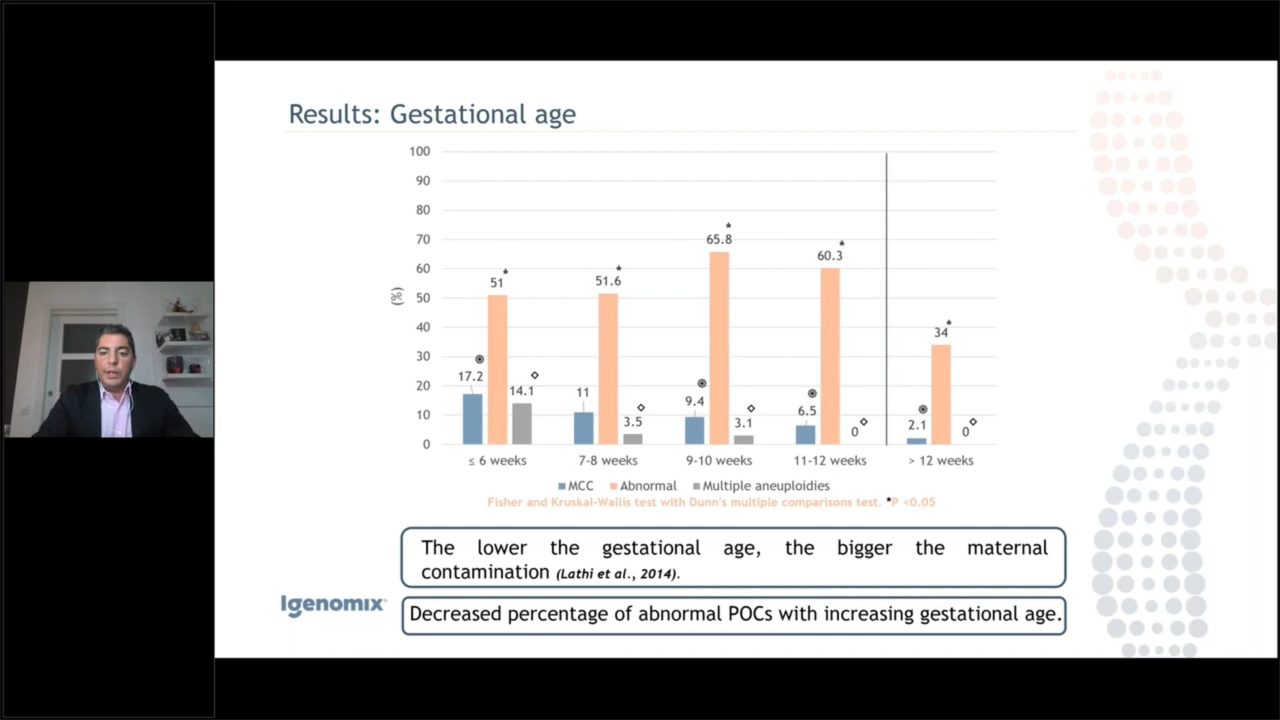 Results: Gestational age
100
90
80
70
60
50
40
30
20
10
0
(%)
17.2
51*
14.1
11
51.6*
3.5
9.4
65.8*
3.1
6.5
60.3*
0
2.1
34*
0
≤ 6 weeks
7-8 weeks
9-10 weeks
11-12 weeks
> 12 weeks
MCC Abnormal Multiple aneuploidies
Fisher and Kruskal-Wallis test with Dunn's multiple comparisons test. *P <0.05
The lower the gestational age, the bigger the maternal
contamination (Lathi et al., 2014).
Igenomix
Decreased percentage of abnormal POCs with increasing gestational age.